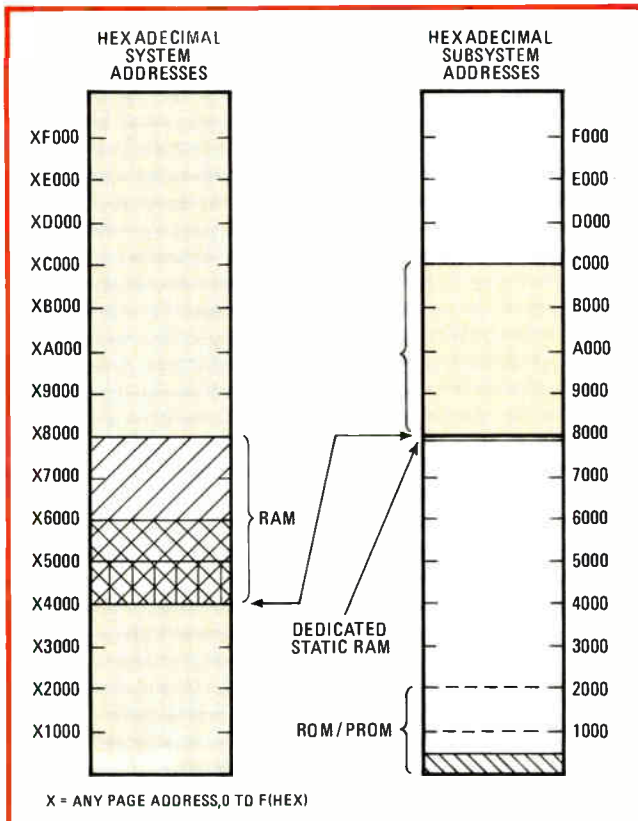 HEXADECIMAL
SYSTEM
ADDRESSES
XF000
XE000
XD000
XC000
XB000
XA000
X9000
X8000
X7000
X6000
X5000
X4000
X3000
X2000
X1000
RAM
HEXADECIMAL
SUBSYSTEM
ADDRESSES
F000
E000
D000
C000
B000
A000
9000
8000
7000
6000
5000
4000
3000
2000
1000
DEDICATED
STATIC RAM
ROM/PROM
X = ANY PAGE ADDRESS,0 TO F(HEX)